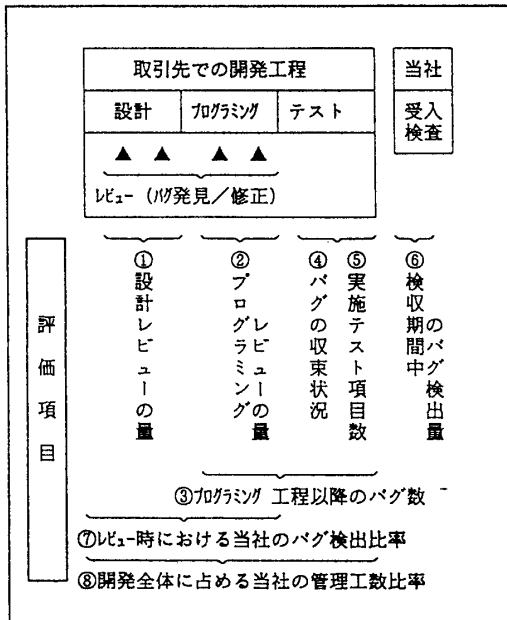 取引先での開発工程
当社
設計
プログラミング
テスト
受入検査
レビュー（バグ発見／修正）
評価項目
①設計レビューの量
②プログラミングレビューの量
④バグの収束状況
⑤実施テスト項目数
⑥検収期間中のバグ検出量
③プログラミング工程以降のバグ数
⑦レビュー時における当社のバグ検出比率
⑧開発全体に占める当社の管理工数比率